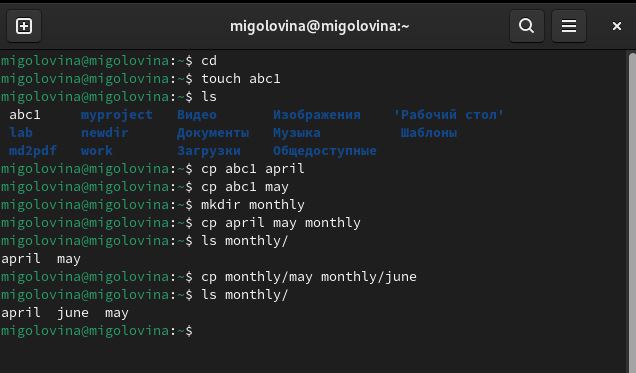 migolovina@migolovina:~
migolovina@migolovina:~$ cd
migolovina@migolovina:~$ touch abc1
migolovina@migolovina:~$ ls
abc1 myproject Видео Изображения 'Рабочий стол'
lab newdir Документы Музыка Шаблоны
md2pdf work Загрузки Общедоступные
migolovina@migolovina:~$ cp abc1 april
migolovina@migolovina:~$ cp abc1 may
migolovina@migolovina:~$ mkdir monthly
migolovina@migolovina:~$ cp april may monthly
migolovina@migolovina:~$ ls monthly/
april may
migolovina@migolovina:~$ cp monthly/may monthly/june
migolovina@migolovina:~$ ls monthly/
april june may
migolovina@migolovina:~$